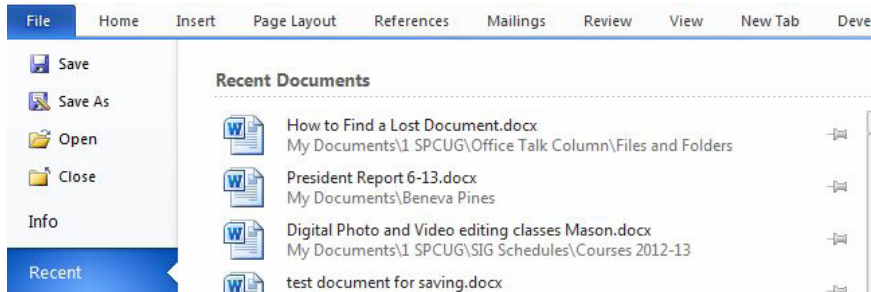 File Home Insert Page Layout References Mailings Review View New Tab Deve
Save
Save As
Open
Close
Info
Recent
Recent Documents
How to Find a Lost Document.docx
My Documents\1 SPCUG\Office Talk Column\Files and Folders
President Report 6-13.docx
My Documents\Beneva Pines
Digital Photo and Video editing classes Mason.docx
My Documents\1 SPCUG\SIG Schedules\Courses 2012-13
test document for saving.docx